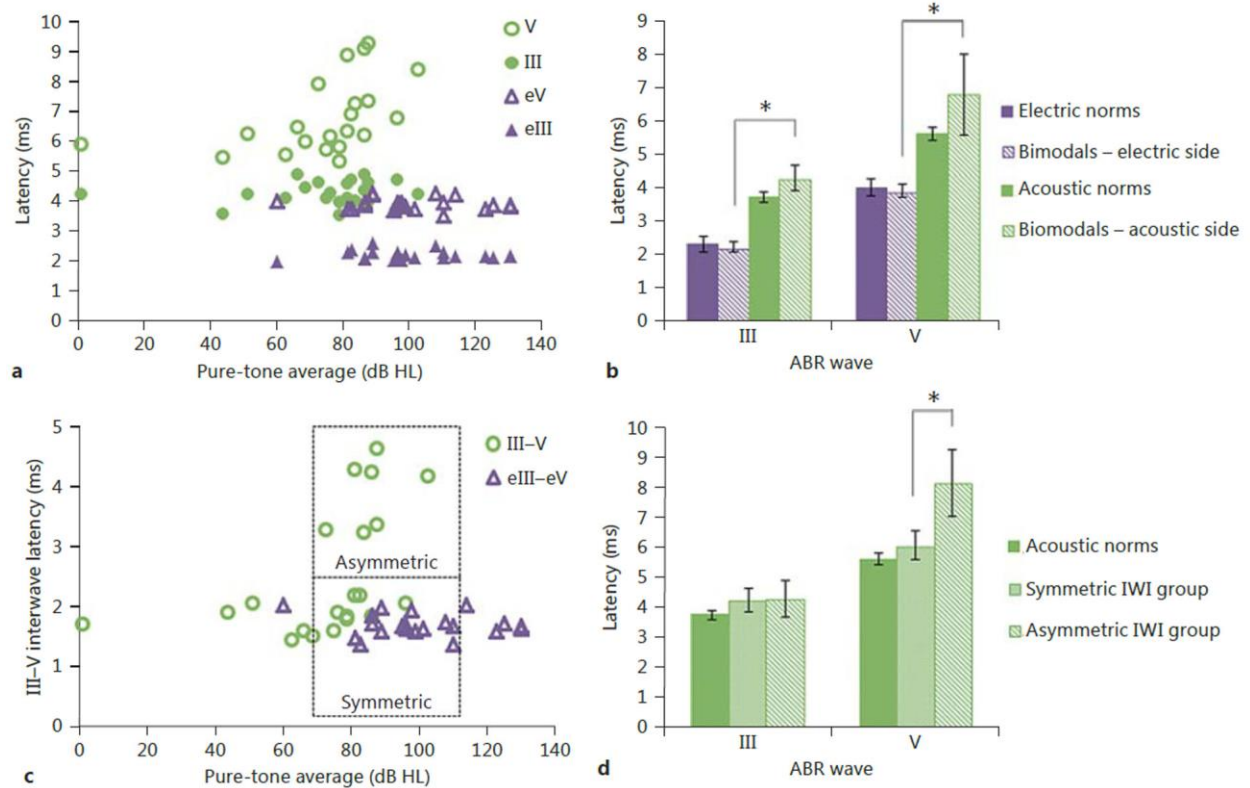 10
9
8
7
6
5
4
3
2
1
0
Latency (ms)
0 20 40 60 80 100 120 140
Pure-tone average (dB HL)
V
III
eV
eIII
a
9
8
7
6
5
4
3
2
1
0
Latency (ms)
*
*
III V
ABR wave
Electric norms
Bimodals – electric side
Acoustic norms
Biomodals – acoustic side
b
5
4
3
2
1
0
III–V interwave latency (ms)
Asymmetric
Symmetric
0 20 40 60 80 100 120 140
Pure-tone average (dB HL)
III–V
eIII–eV
c
10
9
8
7
6
5
4
3
2
1
0
Latency (ms)
*
III V
ABR wave
Acoustic norms
Symmetric IWI group
Asymmetric IWI group
d